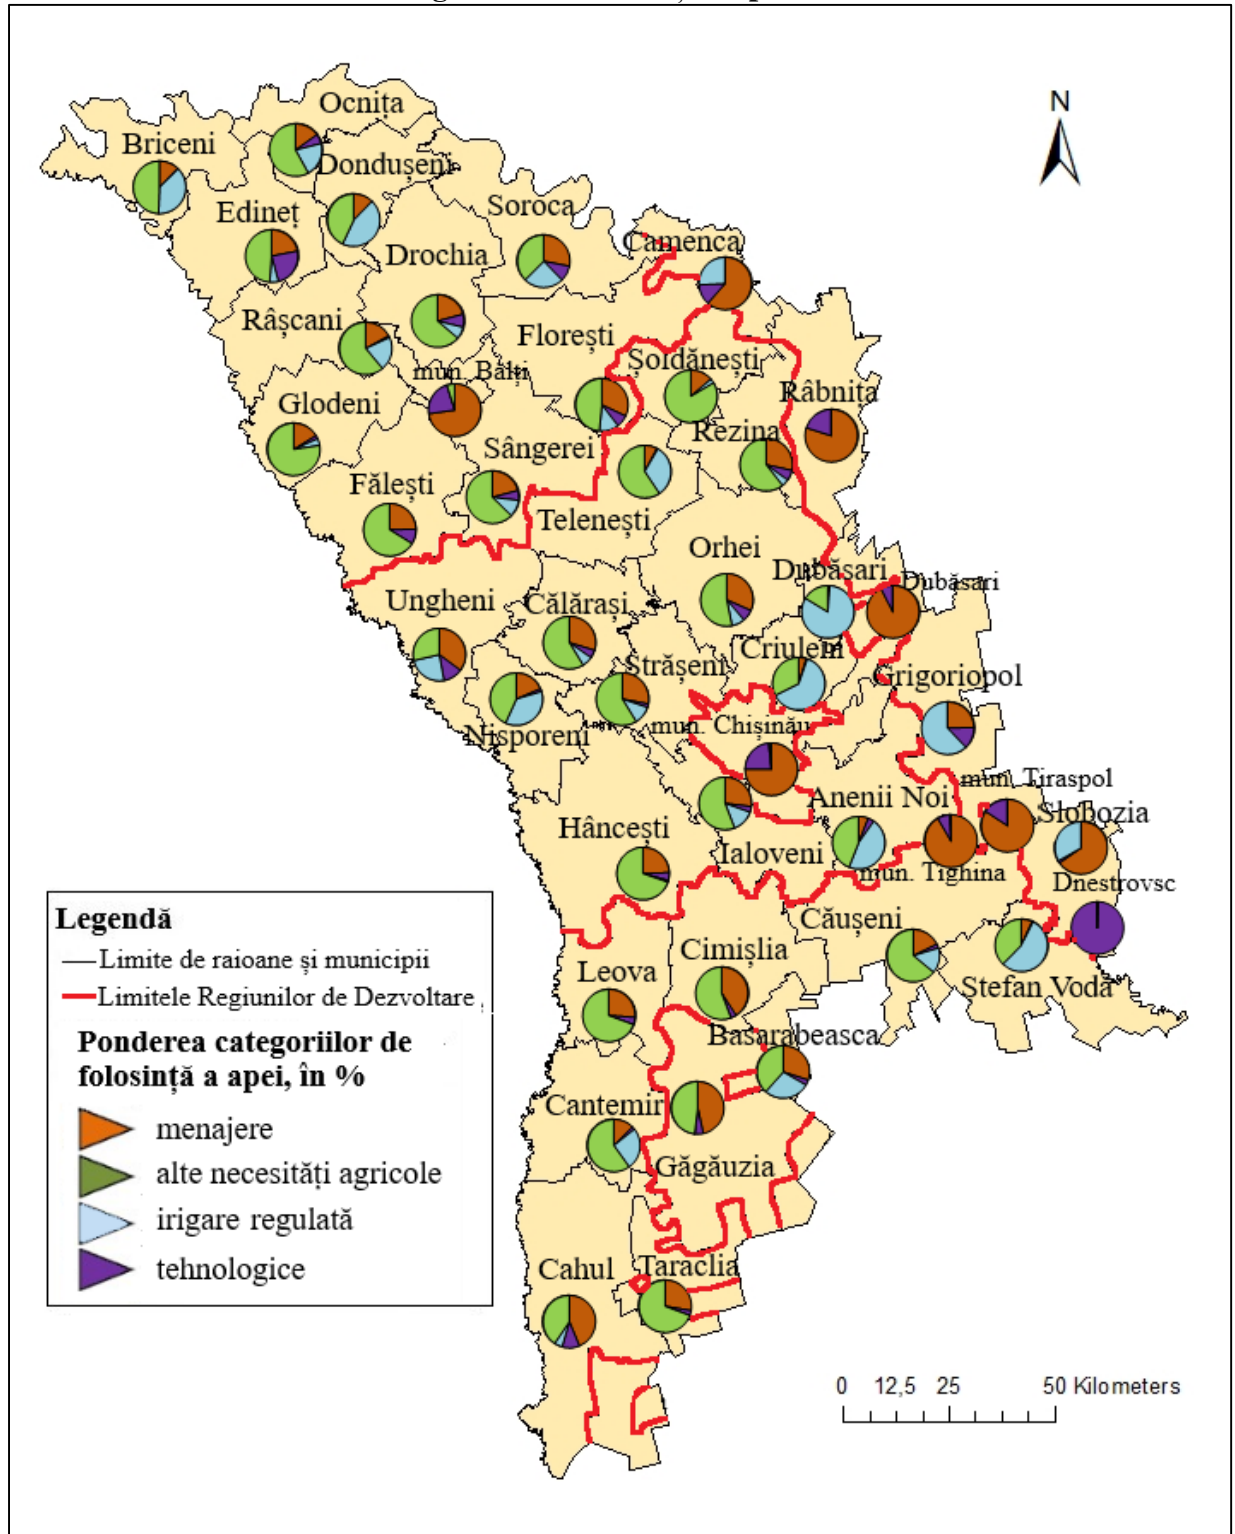 N
Ocnița
Briceni
Dondușeni
Edineț
Soroca
Camenca
Drochia
Râșcani
Florești
Șoldănești
mun. Bălți
Râbnița
Glodeni
Rezina
Sângerei
Fălești
Telenești
Orhei
Dubăsari
Dubăsari
Ungheni
Călărași
Criuleni
Strășeni
Grigoriopol
mun. Chișinău
Nisporeni
mun. Tiraspol
Anenii Noi
Slobozia
Hâncești
Ialoveni
mun. Tighina
Dnestrovsc
Căușeni
Cimișlia
Leova
Ștefan Vodă
Basarabeasca
Cantemir
Găgăuzia
Cahul
Taraclia
Legendă
Limite de raioane și municipii
Limitele Regiunilor de Dezvoltare
Ponderea categoriilor de
folosință a apei, în %
menajere
alte necesități agricole
irigare regulată
tehnologice
0 12,5 25 50 Kilometers